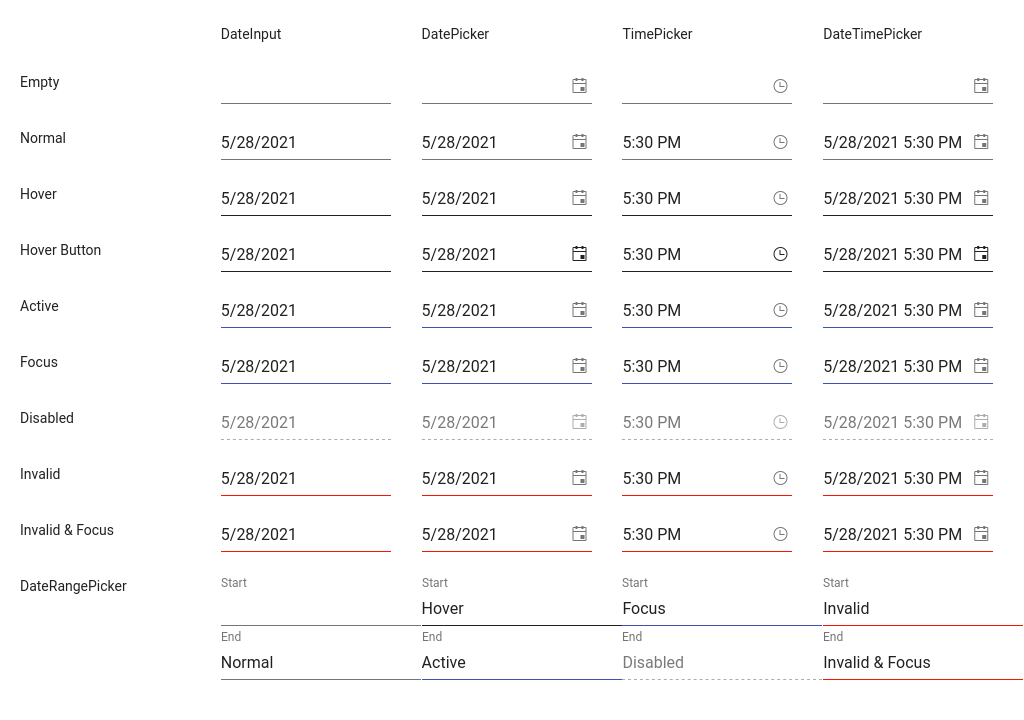 DateInput DatePicker TimePicker DateTimePicker
Empty
Normal 5/28/2021 5/28/2021 5:30 PM 5/28/2021 5:30 PM
Hover 5/28/2021 5/28/2021 5:30 PM 5/28/2021 5:30 PM
Hover Button 5/28/2021 5/28/2021 5:30 PM 5/28/2021 5:30 PM
Active 5/28/2021 5/28/2021 5:30 PM 5/28/2021 5:30 PM
Focus 5/28/2021 5/28/2021 5:30 PM 5/28/2021 5:30 PM
Disabled 5/28/2021 5/28/2021 5:30 PM 5/28/2021 5:30 PM
Invalid 5/28/2021 5/28/2021 5:30 PM 5/28/2021 5:30 PM
Invalid & Focus 5/28/2021 5/28/2021 5:30 PM 5/28/2021 5:30 PM
DateRangePicker Start Start Start Start
Hover Focus Invalid
End End End End
Normal Active Disabled Invalid & Focus